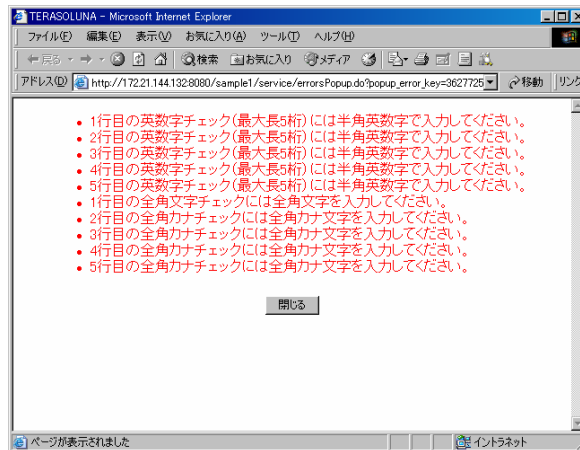 TERASOLUNA - Microsoft Internet Explorer
ファイル(F) 編集(E) 表示(V) お気に入り(A) ツール(T) ヘルプ(H)
戻る 検索 お気に入り メディア
アドレス(D) http://172.21.144.132:8080/sample1/service/errorsPopup.do?popup_error_key=3627725 移動 リンク
• 1行目の英数字チェック(最大長5桁)には半角英数字で入力してください。
• 2行目の英数字チェック(最大長5桁)には半角英数字で入力してください。
• 3行目の英数字チェック(最大長5桁)には半角英数字で入力してください。
• 4行目の英数字チェック(最大長5桁)には半角英数字で入力してください。
• 5行目の英数字チェック(最大長5桁)には半角英数字で入力してください。
• 1行目の全角文字チェックには全角文字を入力してください。
• 2行目の全角カナチェックには全角カナ文字を入力してください。
• 3行目の全角カナチェックには全角カナ文字を入力してください。
• 4行目の全角カナチェックには全角カナ文字を入力してください。
• 5行目の全角カナチェックには全角カナ文字を入力してください。
閉じる
ページが表示されました イントラネット